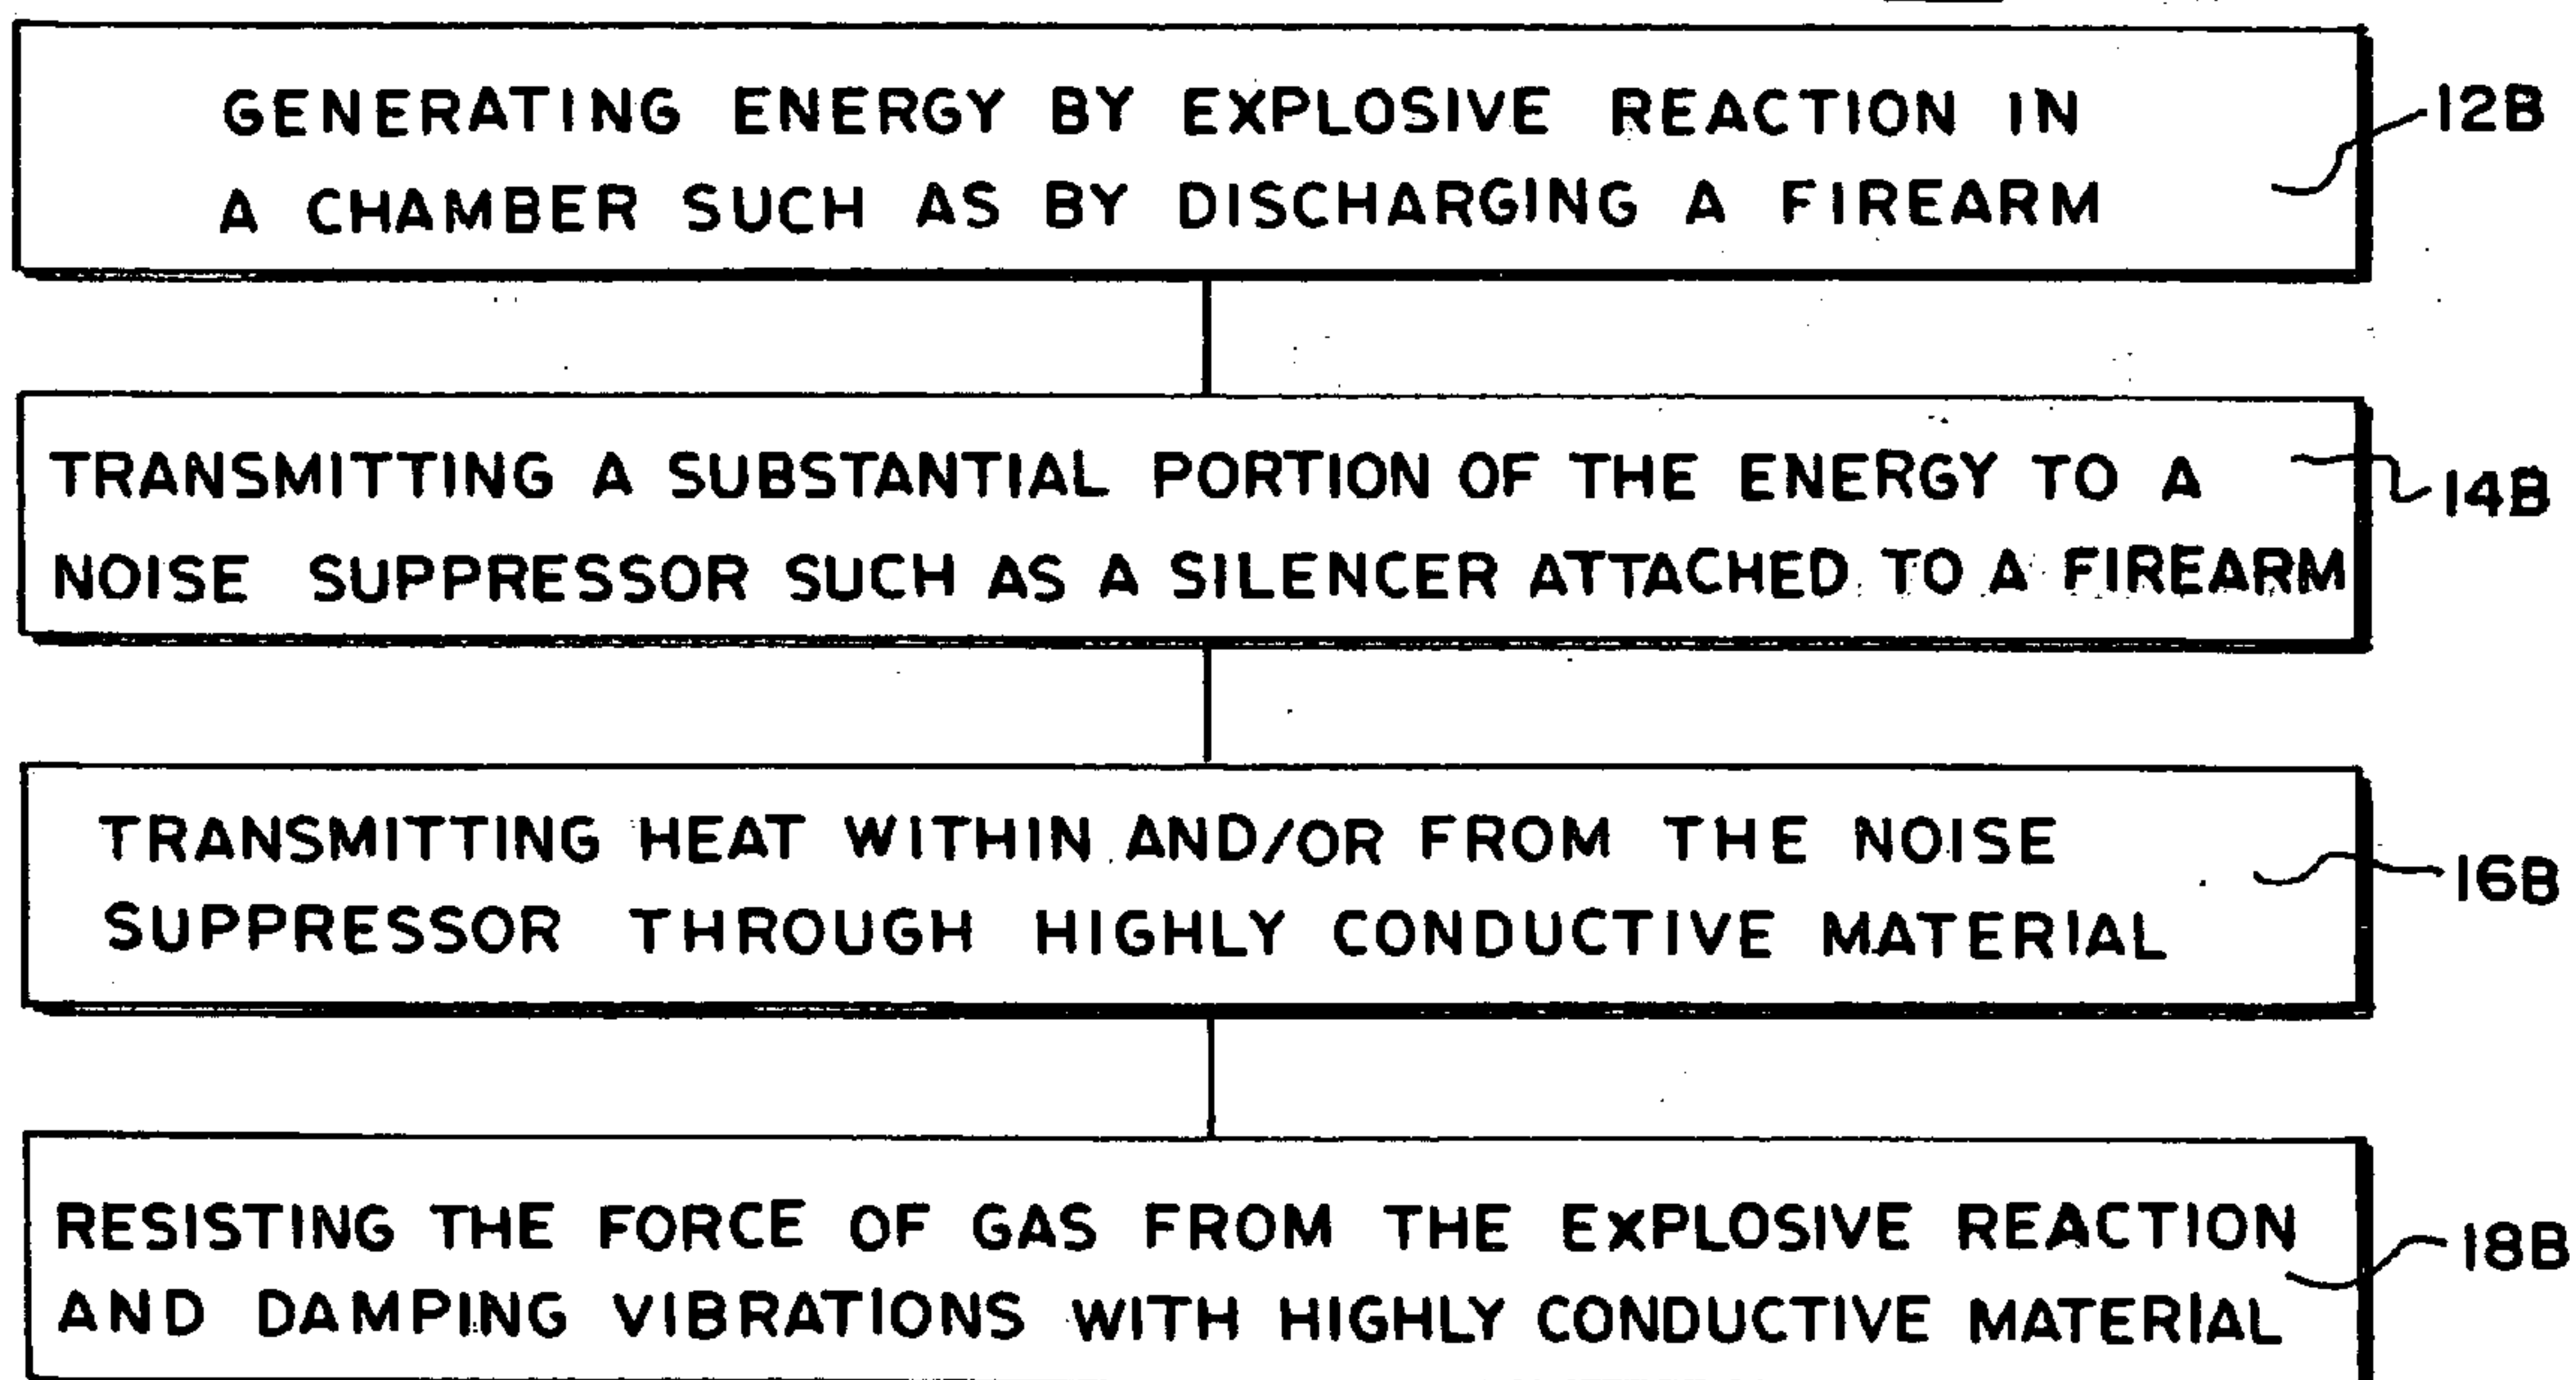 GENERATING ENERGY BY EXPLOSIVE REACTION IN
A CHAMBER SUCH AS BY DISCHARGING A FIREARM
12B
TRANSMITTING A SUBSTANTIAL PORTION OF THE ENERGY TO A
NOISE SUPPRESSOR SUCH AS A SILENCER ATTACHED TO A FIREARM
14B
TRANSMITTING HEAT WITHIN AND/OR FROM THE NOISE
SUPPRESSOR THROUGH HIGHLY CONDUCTIVE MATERIAL
16B
RESISTING THE FORCE OF GAS FROM THE EXPLOSIVE REACTION
AND DAMPING VIBRATIONS WITH HIGHLY CONDUCTIVE MATERIAL
18B